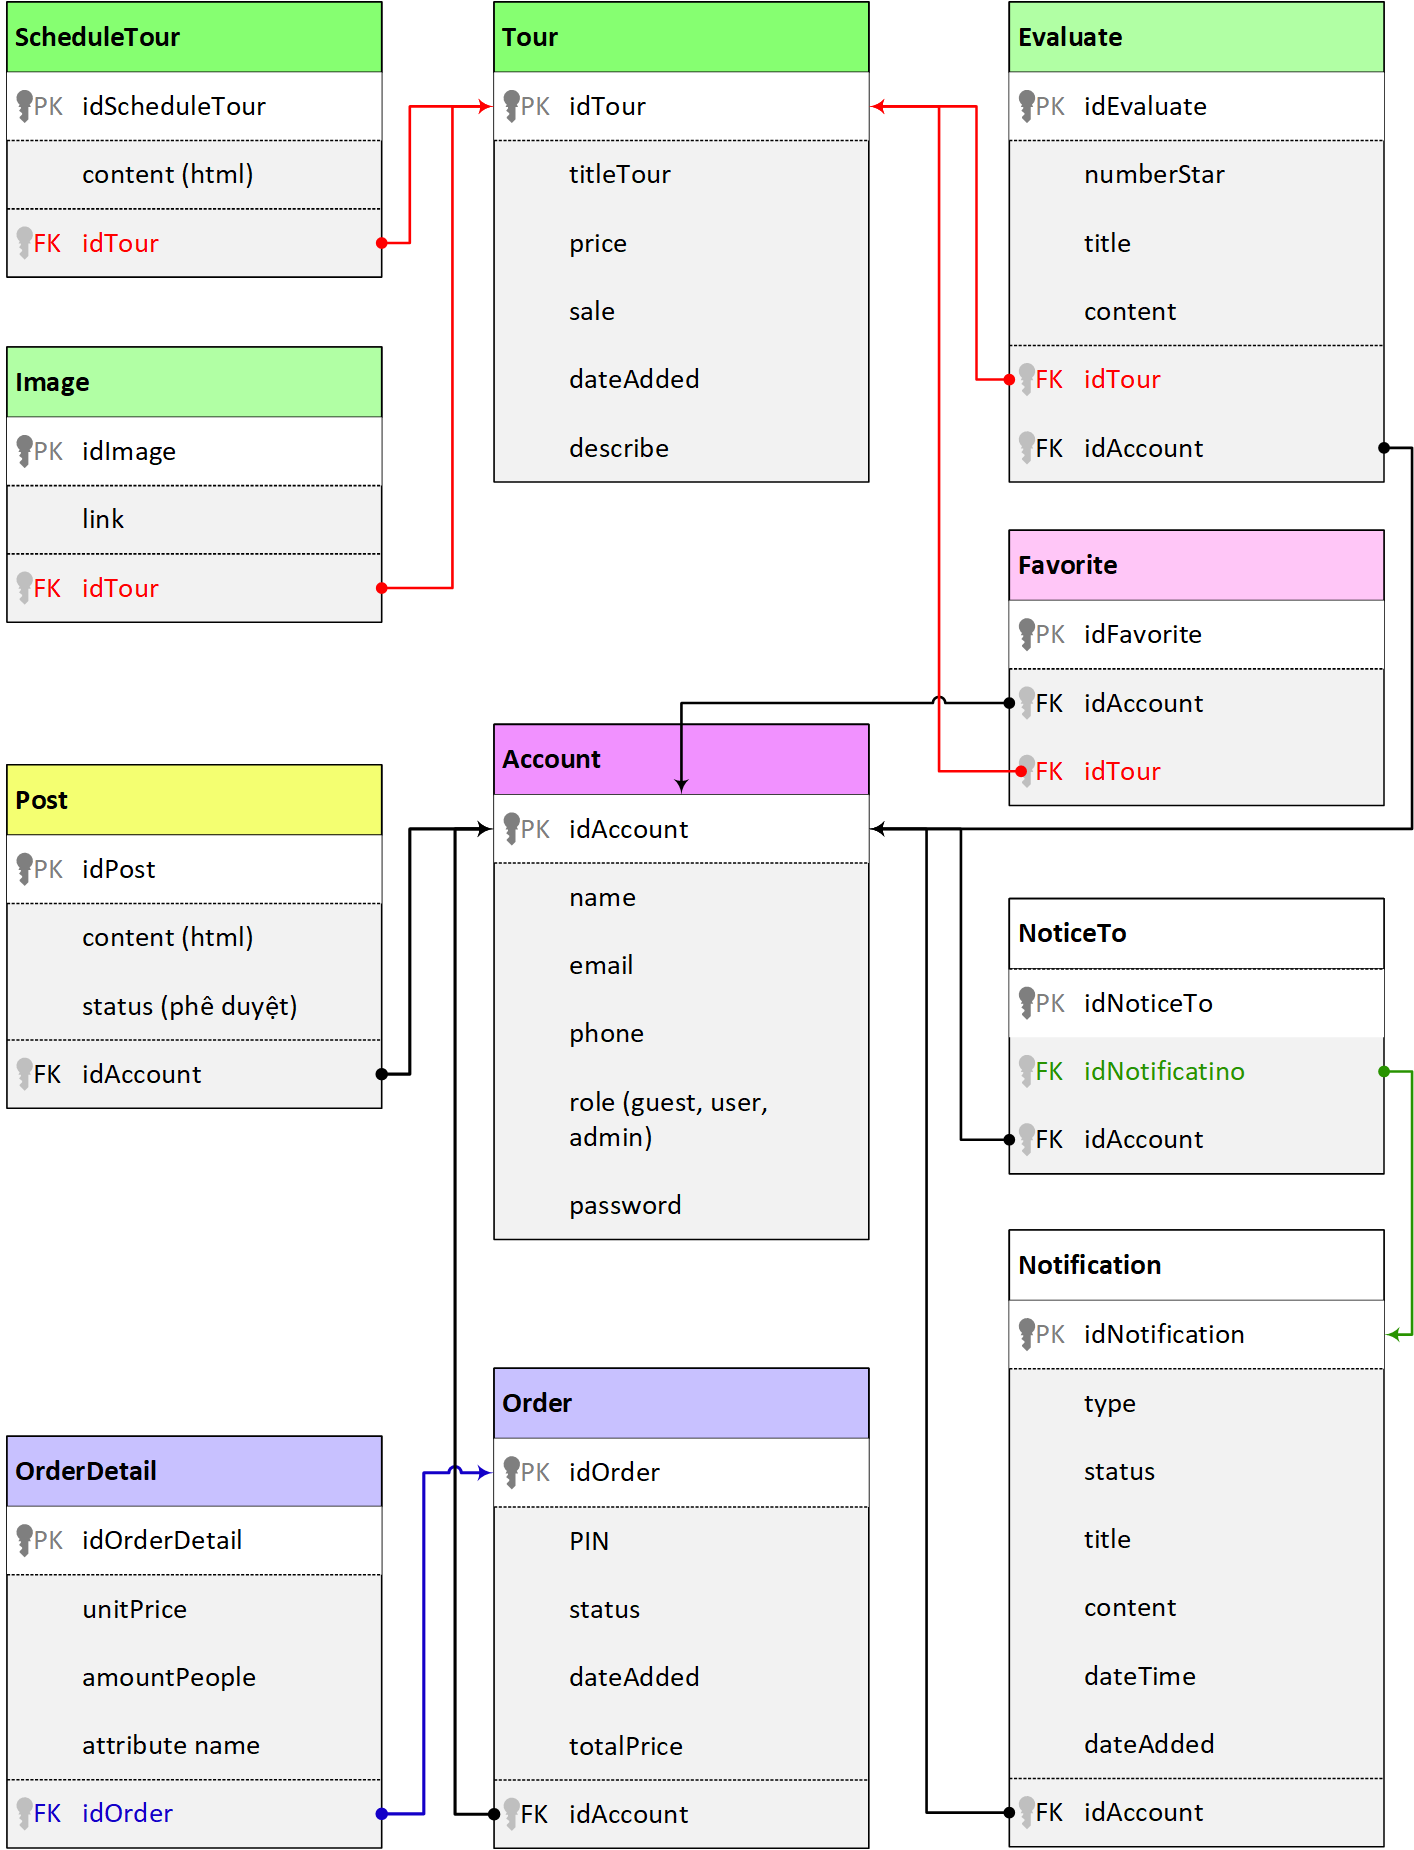 ScheduleTour
PK idScheduleTour
content (html)
FK idTour
Image
PK idImage
link
FK idTour
Post
PK idPost
content (html)
status (phê duyệt)
FK idAccount
OrderDetail
PK idOrderDetail
unitPrice
amountPeople
attribute name
FK idOrder
Tour
PK idTour
titleTour
price
sale
dateAdded
describe
Account
PK idAccount
name
email
phone
role (guest, user,
admin)
password
Order
PK idOrder
PIN
status
dateAdded
totalPrice
FK idAccount
Evaluate
PK idEvaluate
numberStar
title
content
FK idTour
FK idAccount
Favorite
PK idFavorite
FK idAccount
FK idTour
NoticeTo
PK idNoticeTo
FK idNotificatino
FK idAccount
Notification
PK idNotification
type
status
title
content
dateTime
dateAdded
FK idAccount